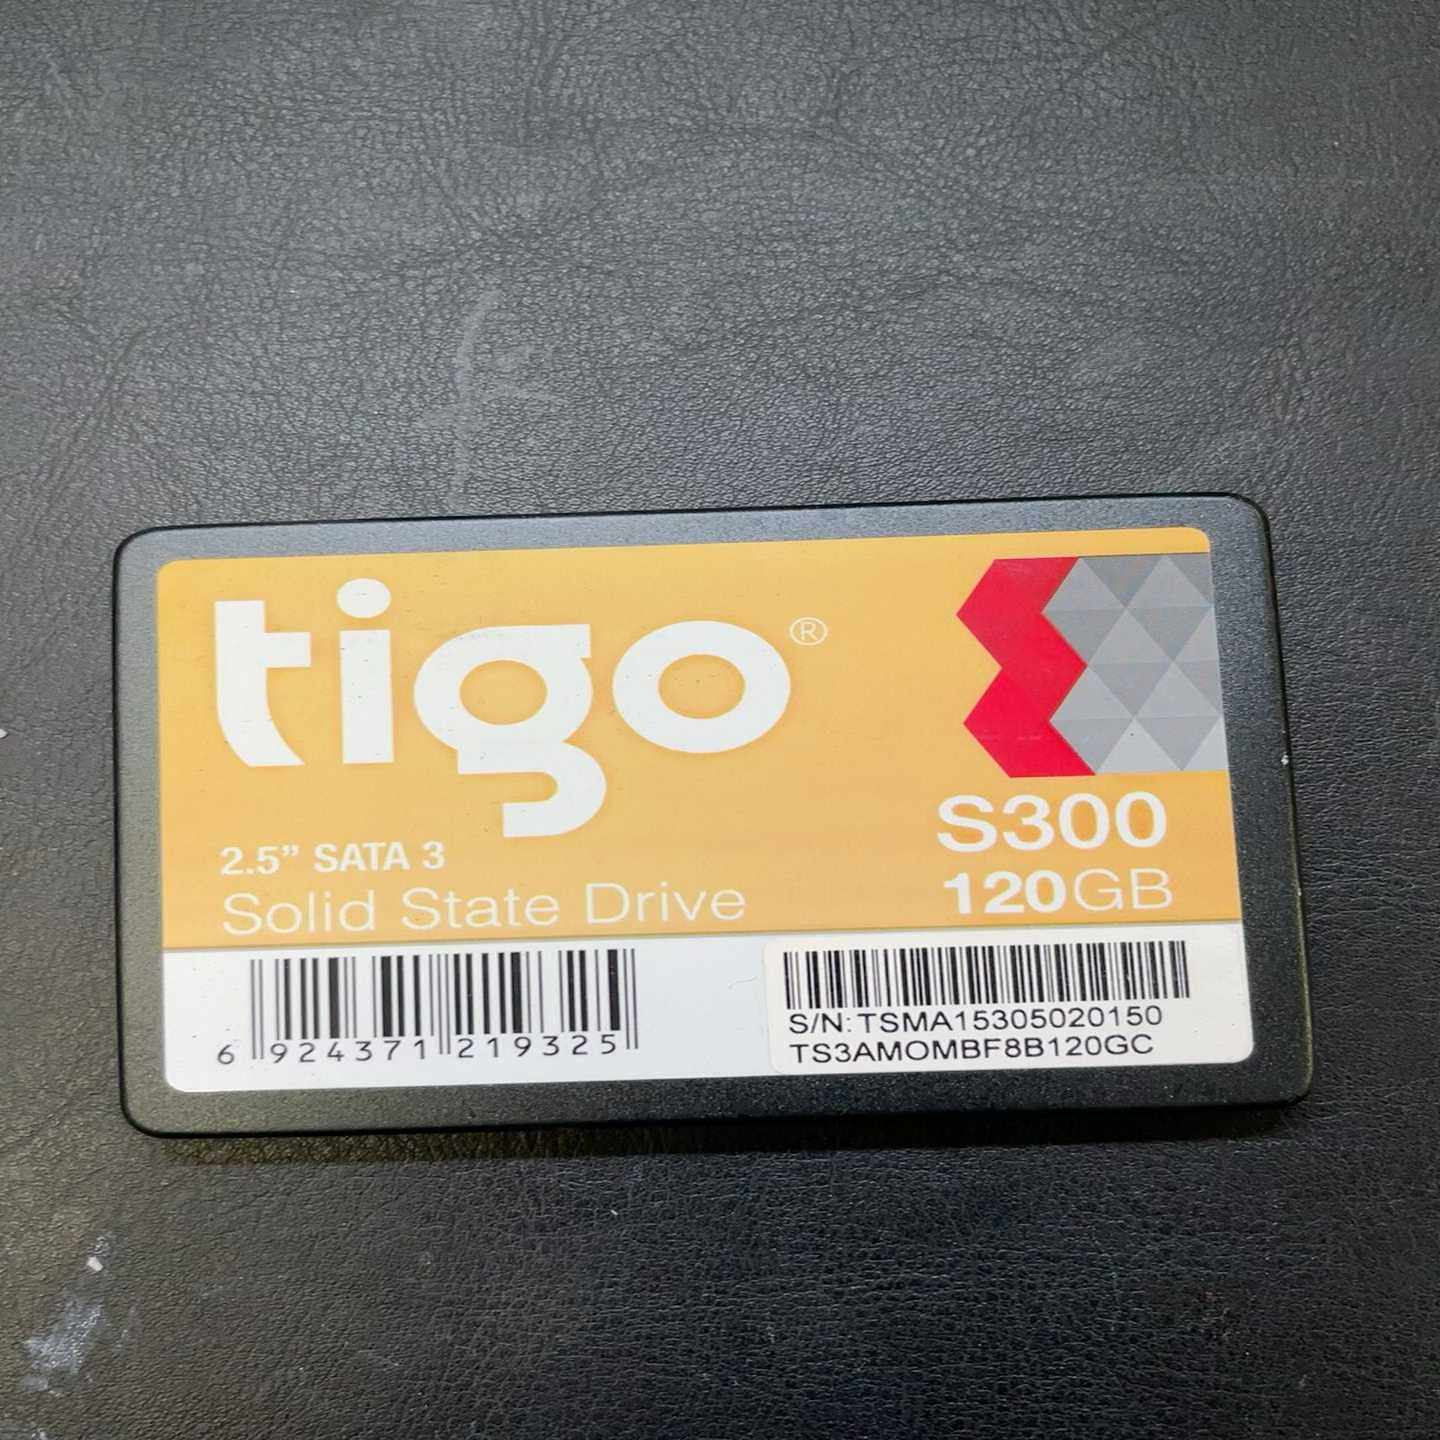 tigo®
2.5” SATA 3
Solid State Drive
S300
120GB
6 924371 219325
S/N:TSMA15305020150
TS3AMOMBF8B120GC